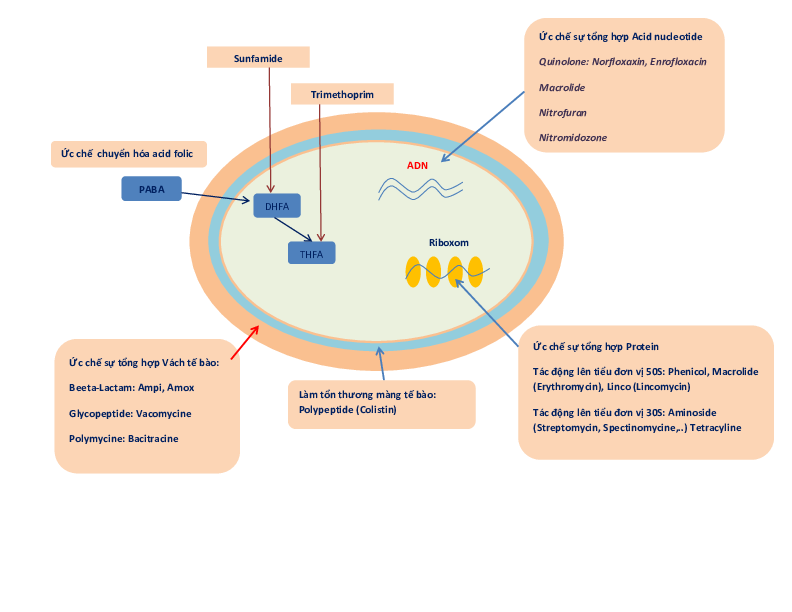 Ức chế sự tổng hợp Acid nucleotide
Quinolone: Norfloxaxin, Enrofloxacin
Macrolide
Nitrofuran
Nitromidozone
Sunfamide
Trimethoprim
Ức chế chuyển hóa acid folic
PABA
DHFA
THFA
ADN
Riboxom
Ức chế sự tổng hợp Vách tế bào:
Beeta-Lactam: Ampi, Amox
Glycopeptide: Vacomycine
Polymycine: Bacitracine
Làm tổn thương màng tế bào:
Polypeptide (Colistin)
Ức chế sự tổng hợp Protein
Tác động lên tiểu đơn vị 50S: Phenicol, Macrolide
(Erythromycin), Linco (Lincomycin)
Tác động lên tiểu đơn vị 30S: Aminoside
(Streptomycin, Spectinomycine,..) Tetracyline